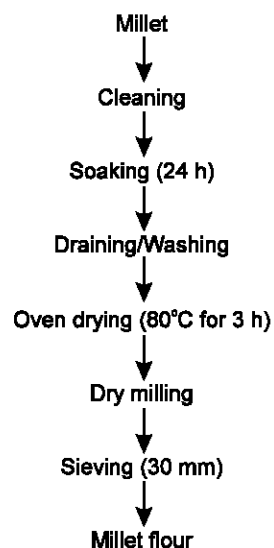 Millet
Cleaning
Soaking (24 h)
Draining/Washing
Oven drying (80°C for 3 h)
Dry milling
Sieving (30 mm)
Millet flour